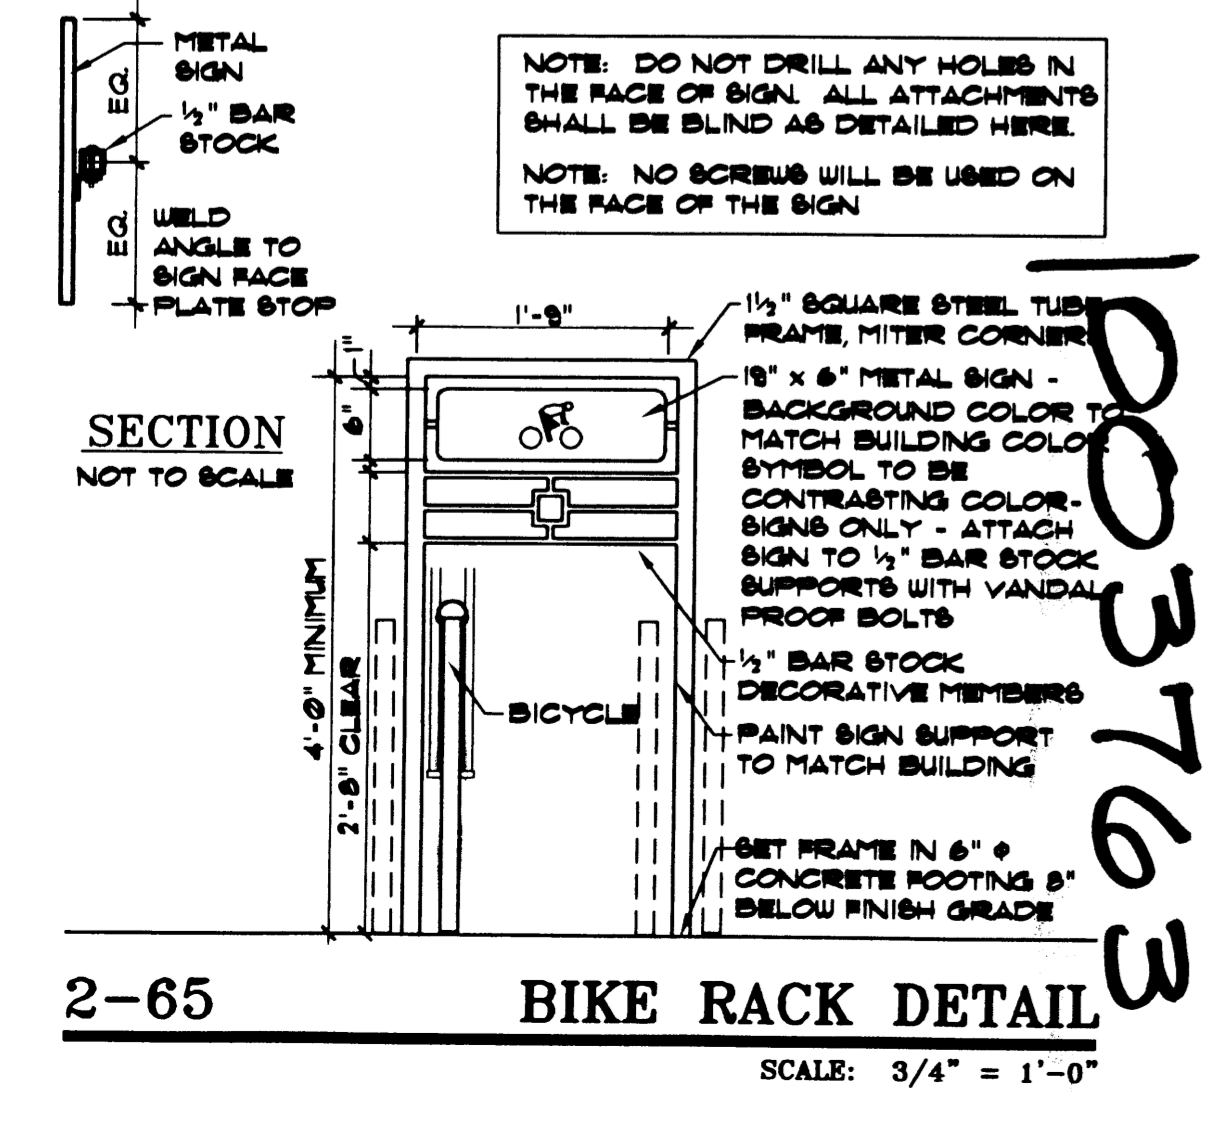 METAL
SIGN
½" BAR
STOCK
EQ.
EQ.
WELD
ANGLE TO
SIGN FACE
PLATE STOP
SECTION
NOT TO SCALE
NOTE: DO NOT DRILL ANY HOLES IN
THE FACE OF SIGN. ALL ATTACHMENTS
SHALL BE BLIND AS DETAILED HERE.
NOTE: NO SCREWS WILL BE USED ON
THE FACE OF THE SIGN
1'-9"
1"
6"
4'-0" MINIMUM
2'-8" CLEAR
BICYCLE
1½" SQUARE STEEL TUBE
FRAME, MITER CORNERS
18" x 6" METAL SIGN -
BACKGROUND COLOR TO
MATCH BUILDING COLOR
SYMBOL TO BE
CONTRASTING COLOR-
SIGNS ONLY - ATTACH
SIGN TO ½" BAR STOCK
SUPPORTS WITH VANDAL
PROOF BOLTS
½" BAR STOCK
DECORATIVE MEMBERS
PAINT SIGN SUPPORT
TO MATCH BUILDING
SET FRAME IN 6" ϕ
CONCRETE FOOTING 8"
BELOW FINISH GRADE
1003763
2-65
BIKE RACK DETAIL
SCALE: 3/4" = 1'-0"